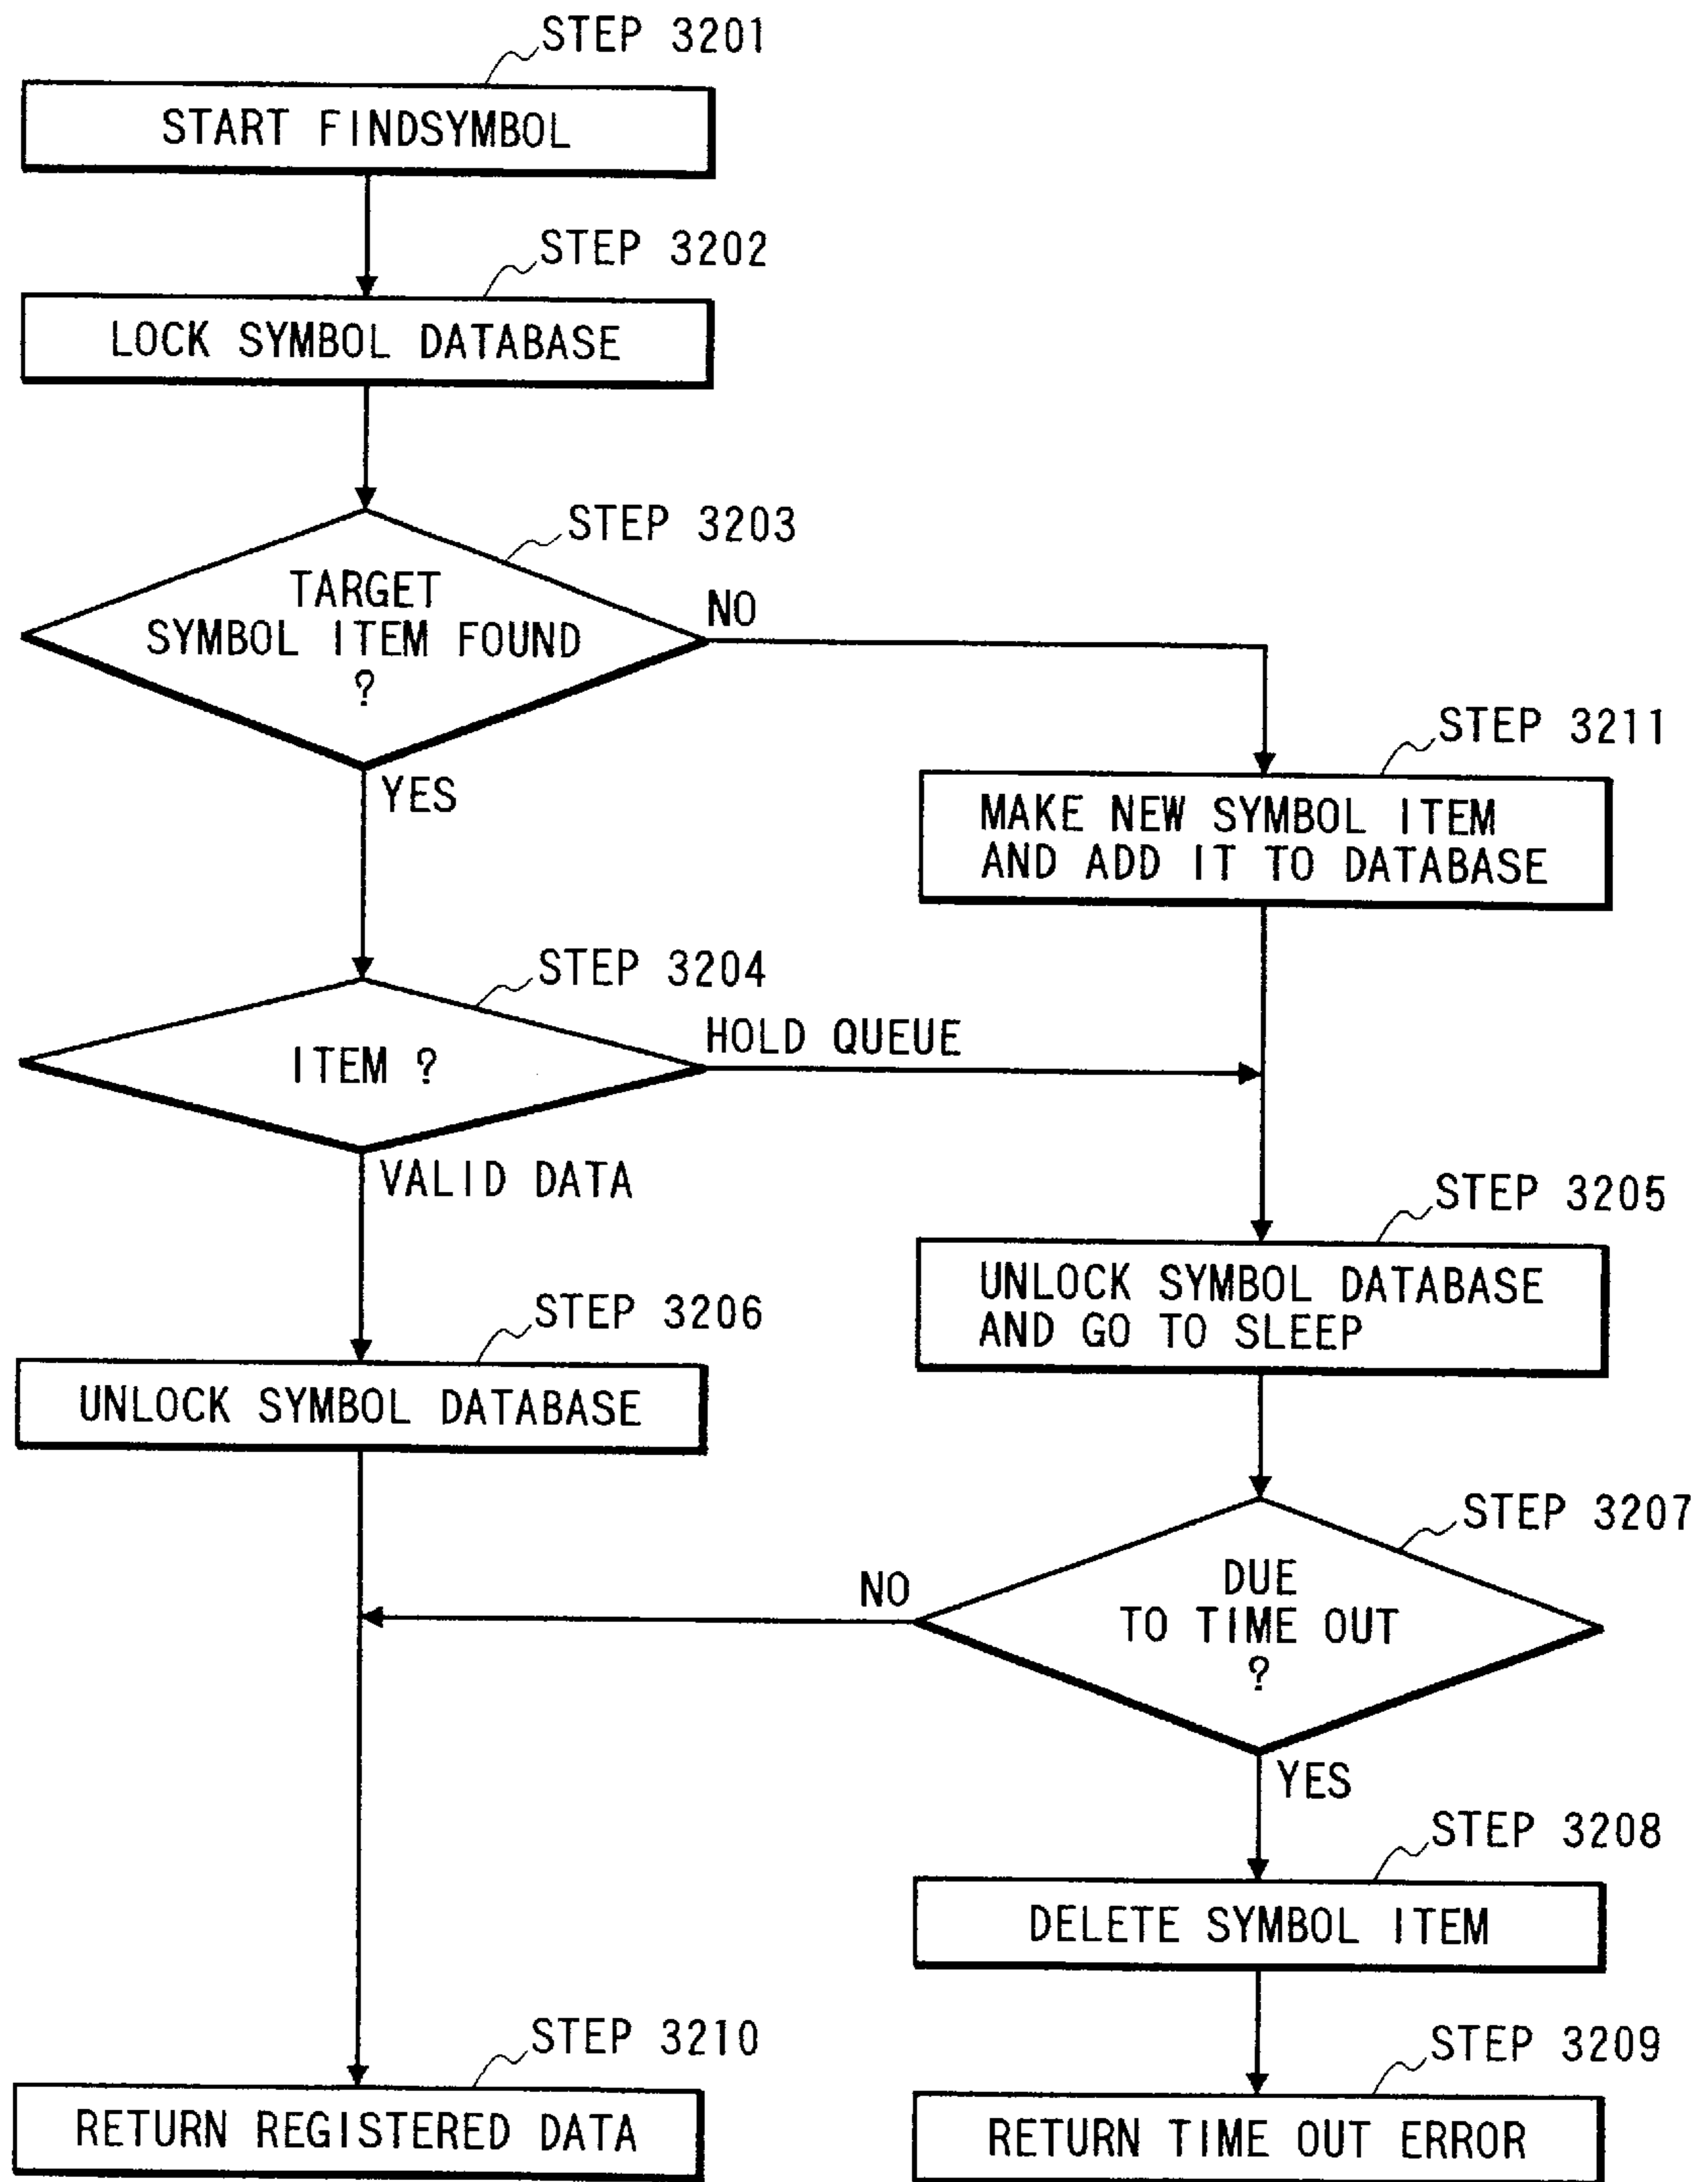 STEP 3201
START FINDSYMBOL
STEP 3202
LOCK SYMBOL DATABASE
STEP 3203
TARGET
SYMBOL ITEM FOUND
?
NO
YES
STEP 3211
MAKE NEW SYMBOL ITEM
AND ADD IT TO DATABASE
STEP 3204
ITEM ?
HOLD QUEUE
VALID DATA
STEP 3205
UNLOCK SYMBOL DATABASE
AND GO TO SLEEP
STEP 3206
UNLOCK SYMBOL DATABASE
STEP 3207
DUE
TO TIME OUT
?
NO
YES
STEP 3208
DELETE SYMBOL ITEM
STEP 3210
RETURN REGISTERED DATA
STEP 3209
RETURN TIME OUT ERROR